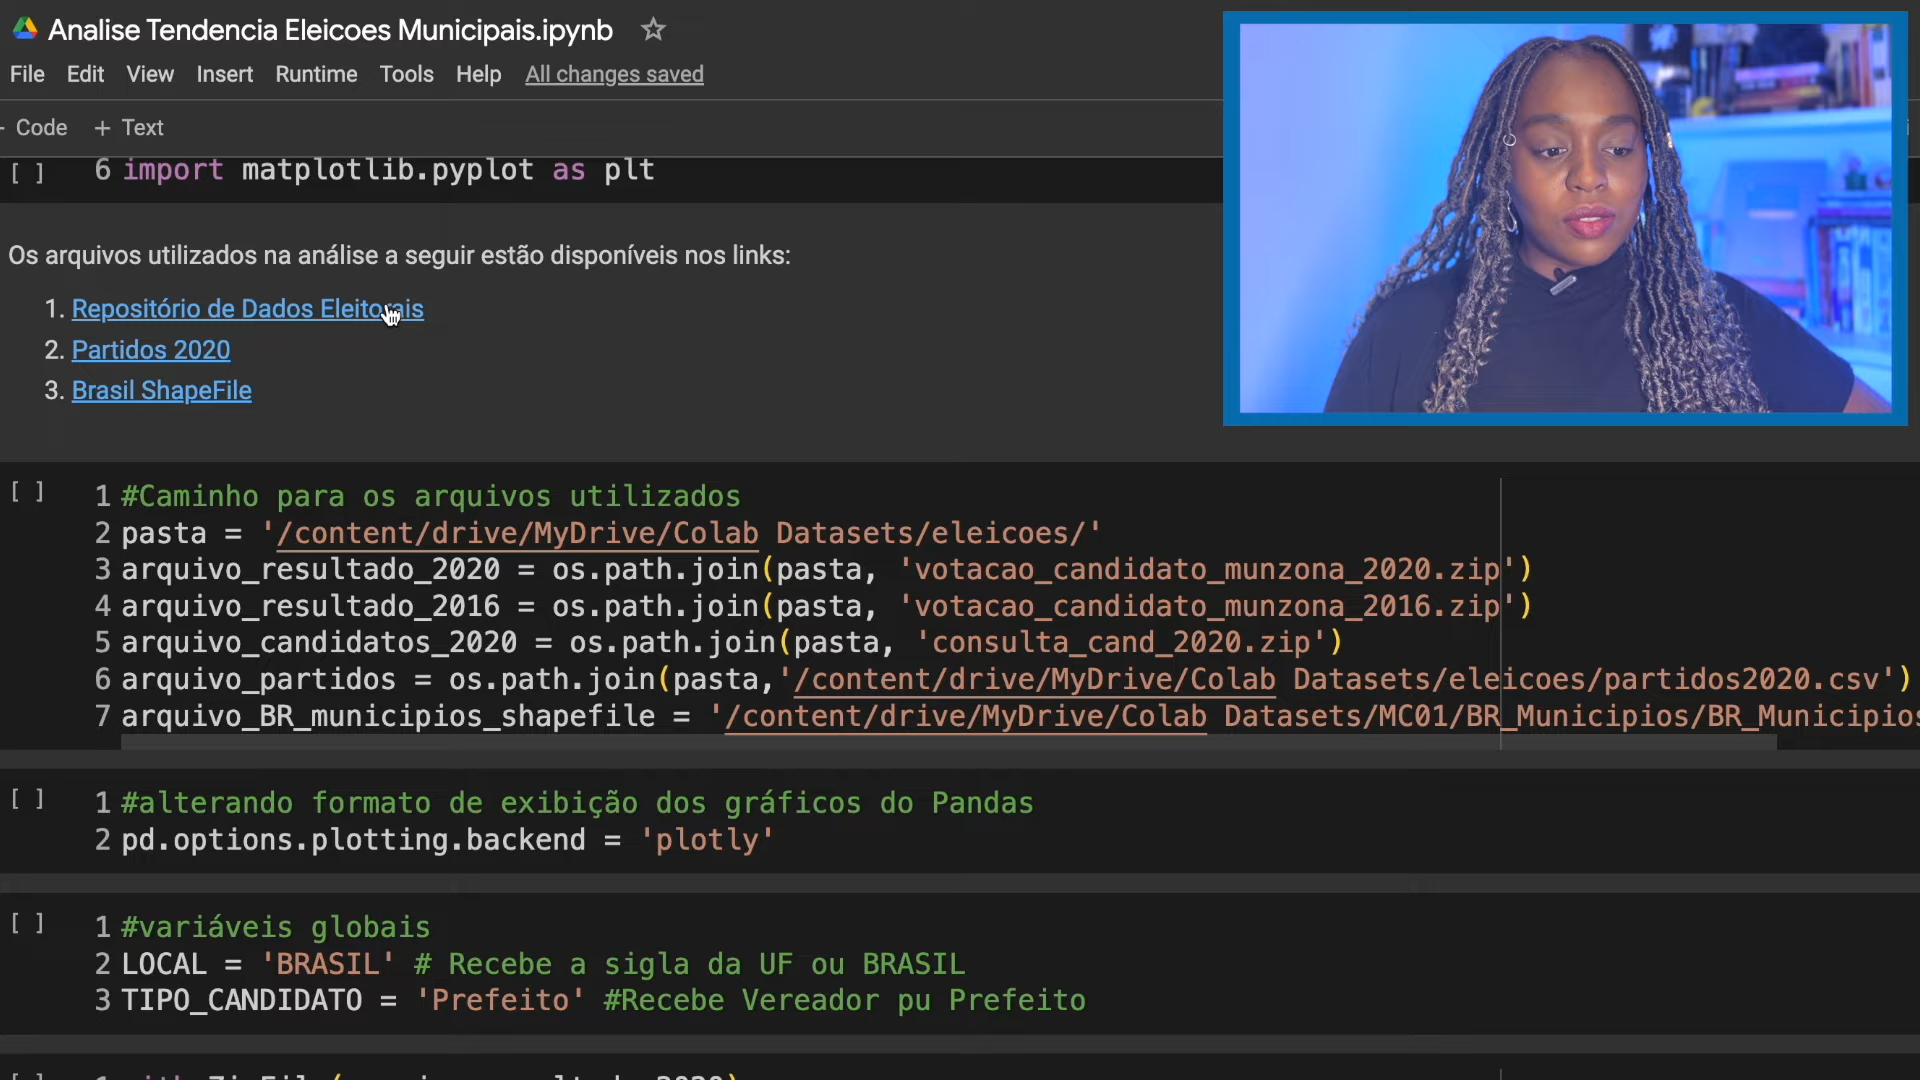 Analise Tendencia Eleicoes Municipais.ipynb
File Edit View Insert Runtime Tools Help All changes saved
Code + Text
[ ] 6 import matplotlib.pyplot as plt
Os arquivos utilizados na análise a seguir estão disponíveis nos links:
1. Repositório de Dados Eleitorais
2. Partidos 2020
3. Brasil ShapeFile
[ ] 1 #Caminho para os arquivos utilizados
2 pasta = '/content/drive/MyDrive/Colab Datasets/eleicoes/'
3 arquivo_resultado_2020 = os.path.join(pasta, 'votacao_candidato_munzona_2020.zip')
4 arquivo_resultado_2016 = os.path.join(pasta, 'votacao_candidato_munzona_2016.zip')
5 arquivo_candidatos_2020 = os.path.join(pasta, 'consulta_cand_2020.zip')
6 arquivo_partidos = os.path.join(pasta,'/content/drive/MyDrive/Colab Datasets/eleicoes/partidos2020.csv')
7 arquivo_BR_municipios_shapefile = '/content/drive/MyDrive/Colab Datasets/MC01/BR_Municipios/BR_Municipios
[ ] 1 #alterando formato de exibição dos gráficos do Pandas
2 pd.options.plotting.backend = 'plotly'
[ ] 1 #variáveis globais
2 LOCAL = 'BRASIL' # Recebe a sigla da UF ou BRASIL
3 TIPO_CANDIDATO = 'Prefeito' #Recebe Vereador pu Prefeito